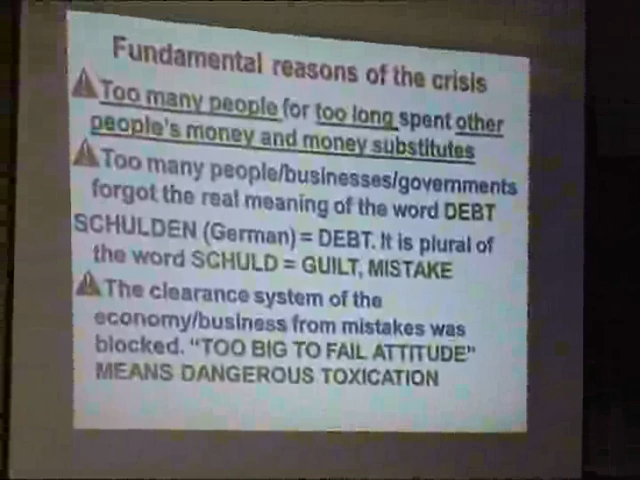 Fundamental reasons of the crisis
Too many people for too long spent other
people's money and money substitutes
Too many people/businesses/governments
forgot the real meaning of the word DEBT
SCHULDEN (German) = DEBT. It is plural of
the word SCHULD = GUILT, MISTAKE
The clearance system of the
economy/business from mistakes was
blocked. "TOO BIG TO FAIL ATTITUDE"
MEANS DANGEROUS TOXICATION